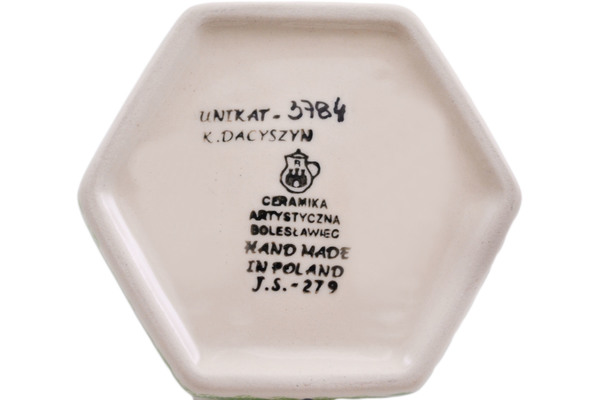 UNIKAT - 3784
K. DACYSZYN
CERAMIKA
ARTYSTYCZNA
BOLESŁAWIEC
HAND MADE
IN POLAND
J.S. - 279